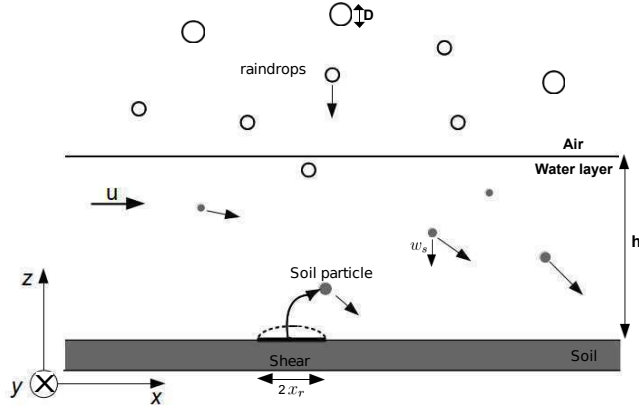 D
raindrops
Air
Water layer
u
w_s
h
Soil particle
z
Shear
Soil
y
x
2 x_r